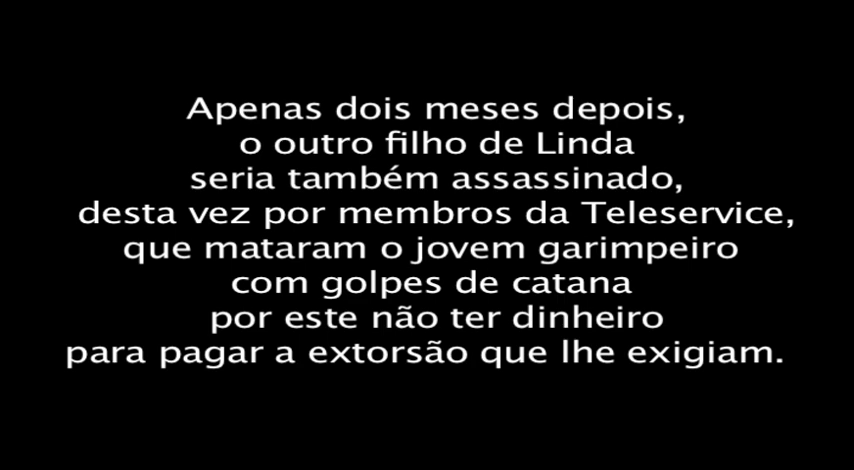 Apenas dois meses depois,
o outro filho de Linda
seria também assassinado,
desta vez por membros da Teleservice,
que mataram o jovem garimpeiro
com golpes de catana
por este não ter dinheiro
para pagar a extorsão que lhe exigiam.